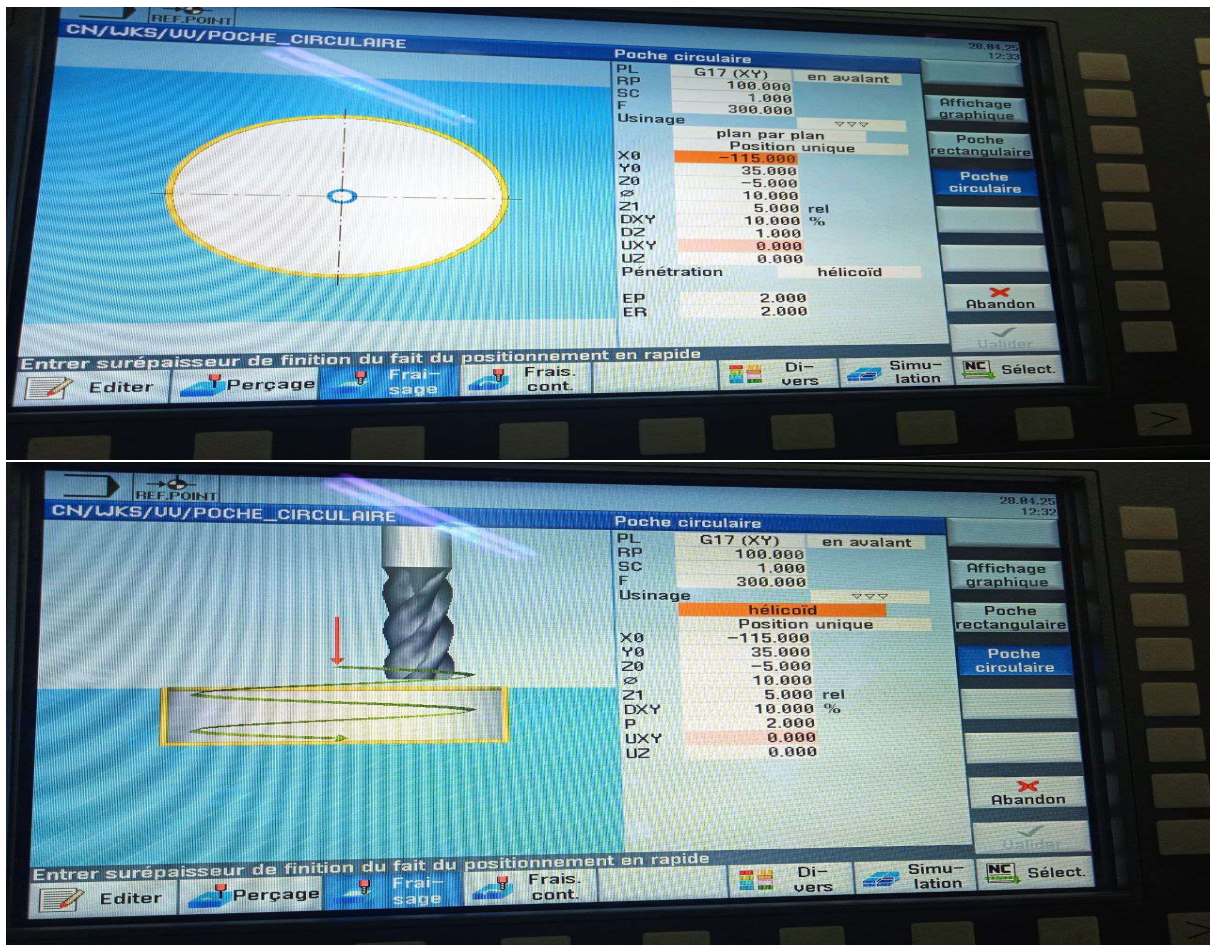 REF.POINT
CN/WKS/UU/POCHE_CIRCULAIRE
28.04.25
12:33
Poche circulaire
PL G17 (XY) en avalant
RP 100.000
SC 1.000
F 300.000
Usinage ▽▽▽
plan par plan
Position unique
X0 -115.000
Y0 35.000
Z0 -5.000
⌀ 10.000
Z1 5.000 rel
DXY 10.000 %
DZ 1.000
UXY 0.000
UZ 0.000
Pénétration hélicoïd
EP 2.000
ER 2.000
Affichage
graphique
Poche
rectangulaire
Poche
circulaire
Abandon
Valider
Entrer surépaisseur de finition du fait du positionnement en rapide
Editer Perçage Frai-
sage Frais.
cont. Di-
vers Simu-
lation NC Sélect.
>
REF.POINT
CN/WKS/UU/POCHE_CIRCULAIRE
28.04.25
12:32
Poche circulaire
PL G17 (XY) en avalant
RP 100.000
SC 1.000
F 300.000
Usinage ▽▽▽
hélicoïd
Position unique
X0 -115.000
Y0 35.000
Z0 -5.000
⌀ 10.000
Z1 5.000 rel
DXY 10.000 %
P 2.000
UXY 0.000
UZ 0.000
Affichage
graphique
Poche
rectangulaire
Poche
circulaire
Abandon
Valider
Entrer surépaisseur de finition du fait du positionnement en rapide
Editer Perçage Frai-
sage Frais.
cont. Di-
vers Simu-
lation NC Sélect.